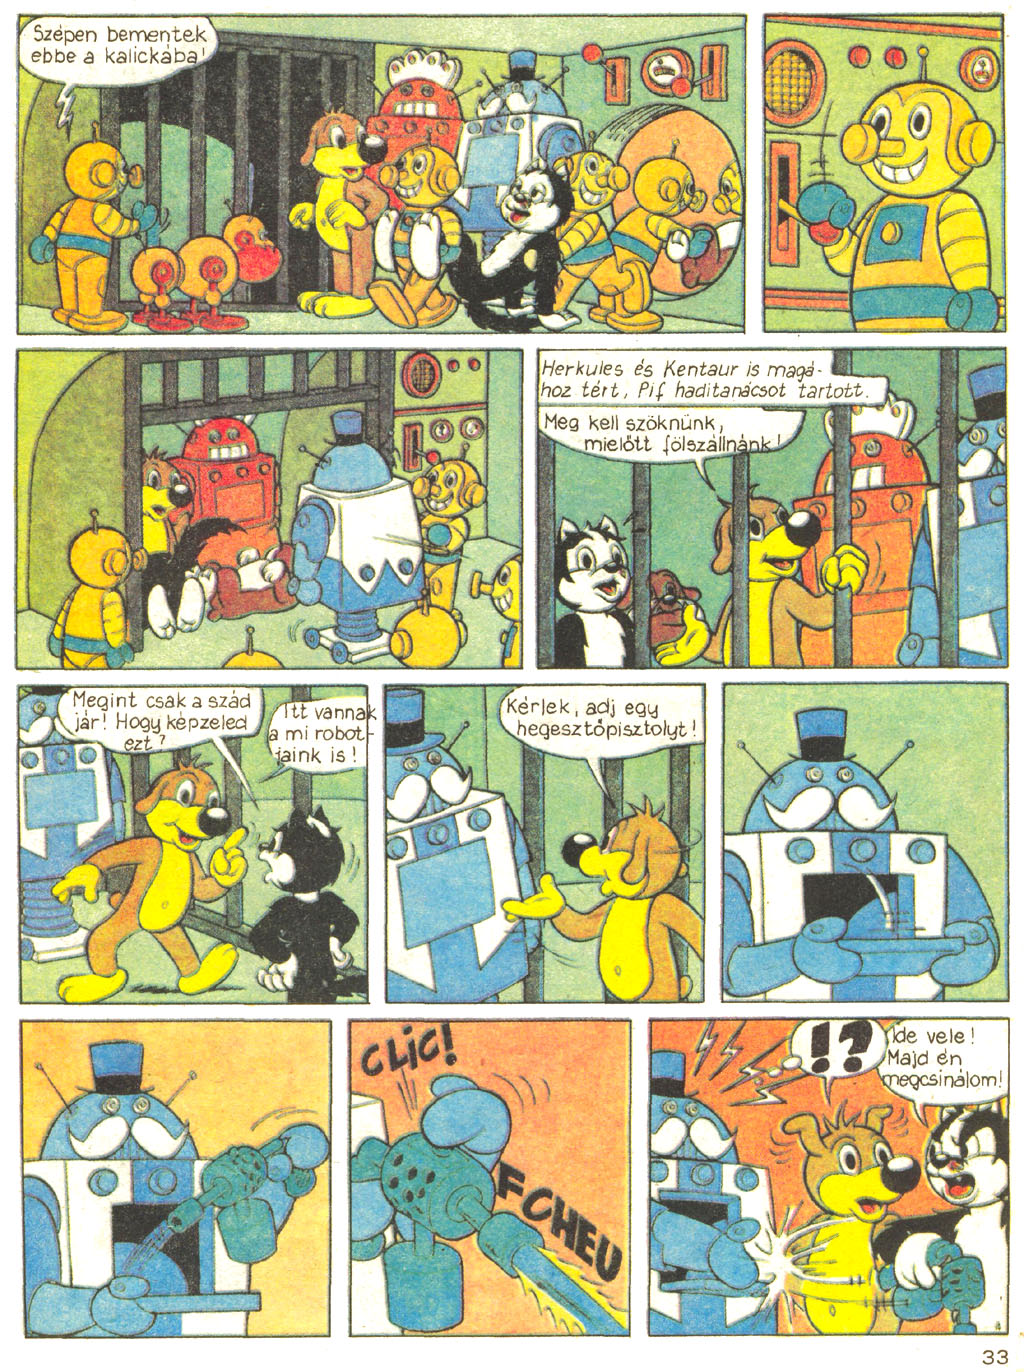 Szépen bementek
ebbe a kalickába!
Herkules és Kentaur is magá-
hoz tért, Pif haditanácsot tartott.
Meg kell szöknünk,
mielőtt fölszállnánk!
Megint csak a szád
jár! Hogy képzeled
ezt?
Itt vannak
a mi robot-
jaink is!
Kérlek, adj egy
hegesztőpisztolyt!
CLIC!
FCHEU
!?
Ide vele!
Majd én
megcsinálom!
33